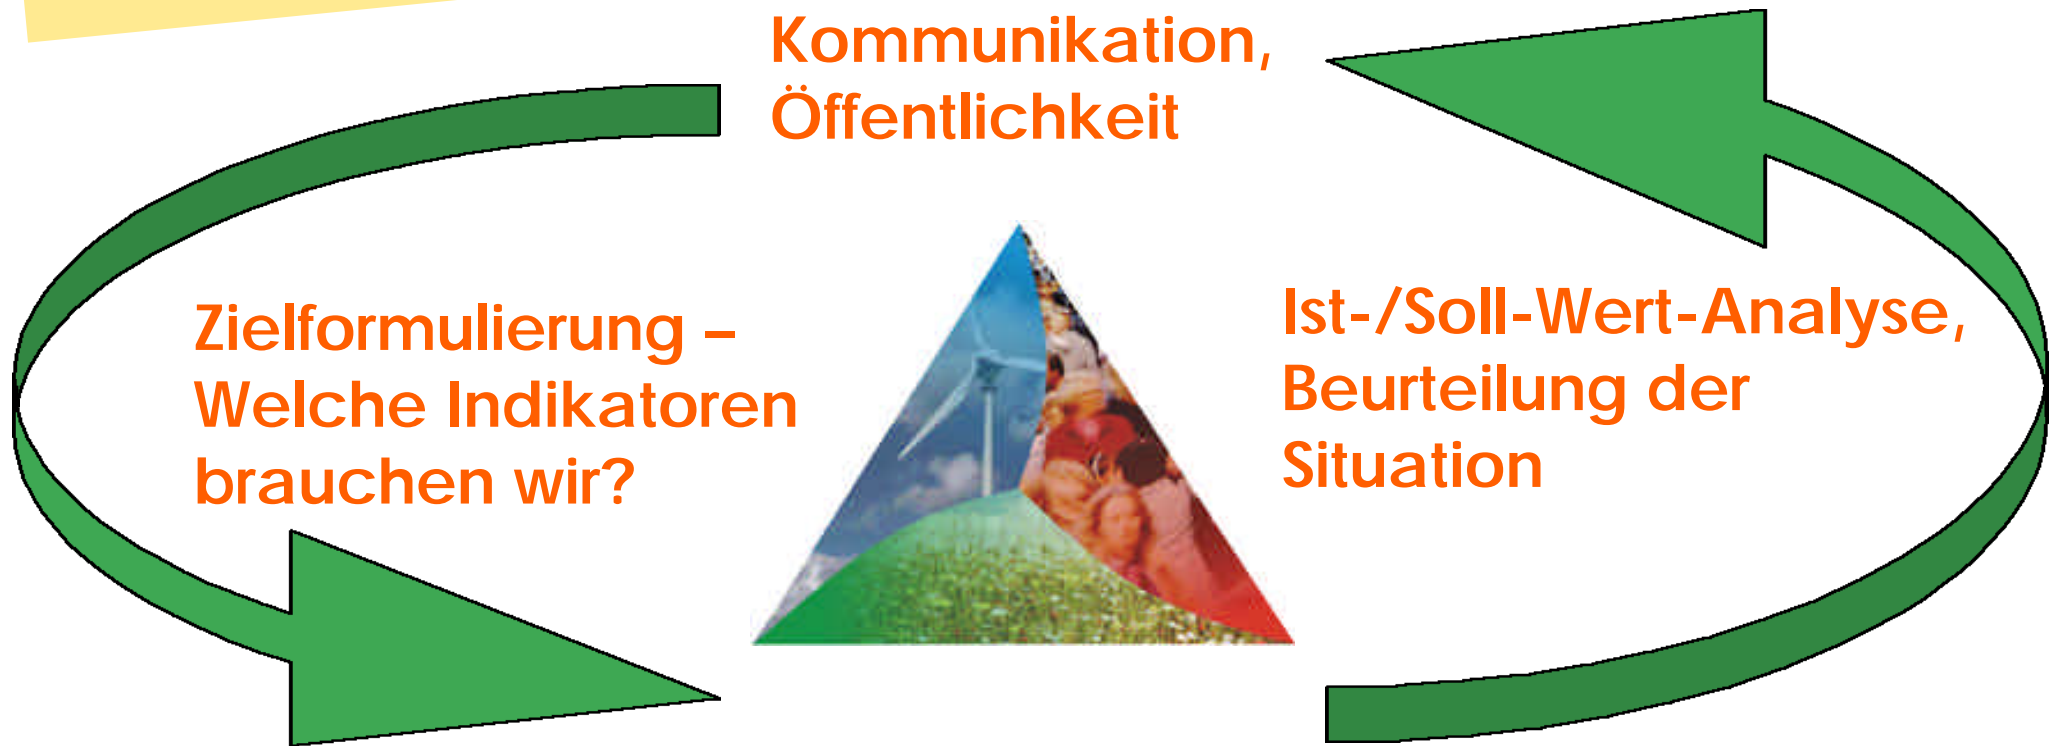 Kommunikation,
Öffentlichkeit
Zielformulierung –
Welche Indikatoren
brauchen wir?
Ist-/Soll-Wert-Analyse,
Beurteilung der
Situation